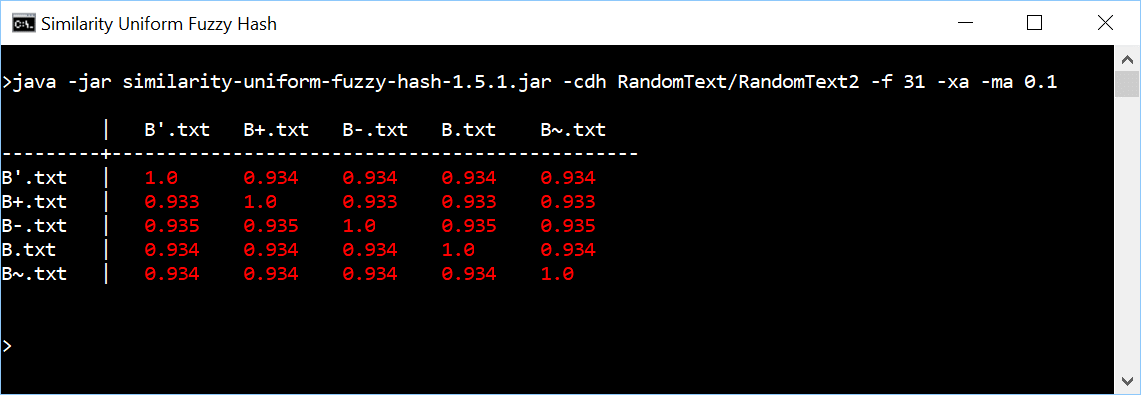 Similarity Uniform Fuzzy Hash
>java -jar similarity-uniform-fuzzy-hash-1.5.1.jar -cdh RandomText/RandomText2 -f 31 -xa -ma 0.1
         |   B'.txt   B+.txt   B-.txt   B.txt    B~.txt
---------+------------------------------------------------
B'.txt   |   1.0      0.934    0.934    0.934    0.934
B+.txt   |   0.933    1.0      0.933    0.933    0.933
B-.txt   |   0.935    0.935    1.0      0.935    0.935
B.txt    |   0.934    0.934    0.934    1.0      0.934
B~.txt   |   0.934    0.934    0.934    0.934    1.0
>